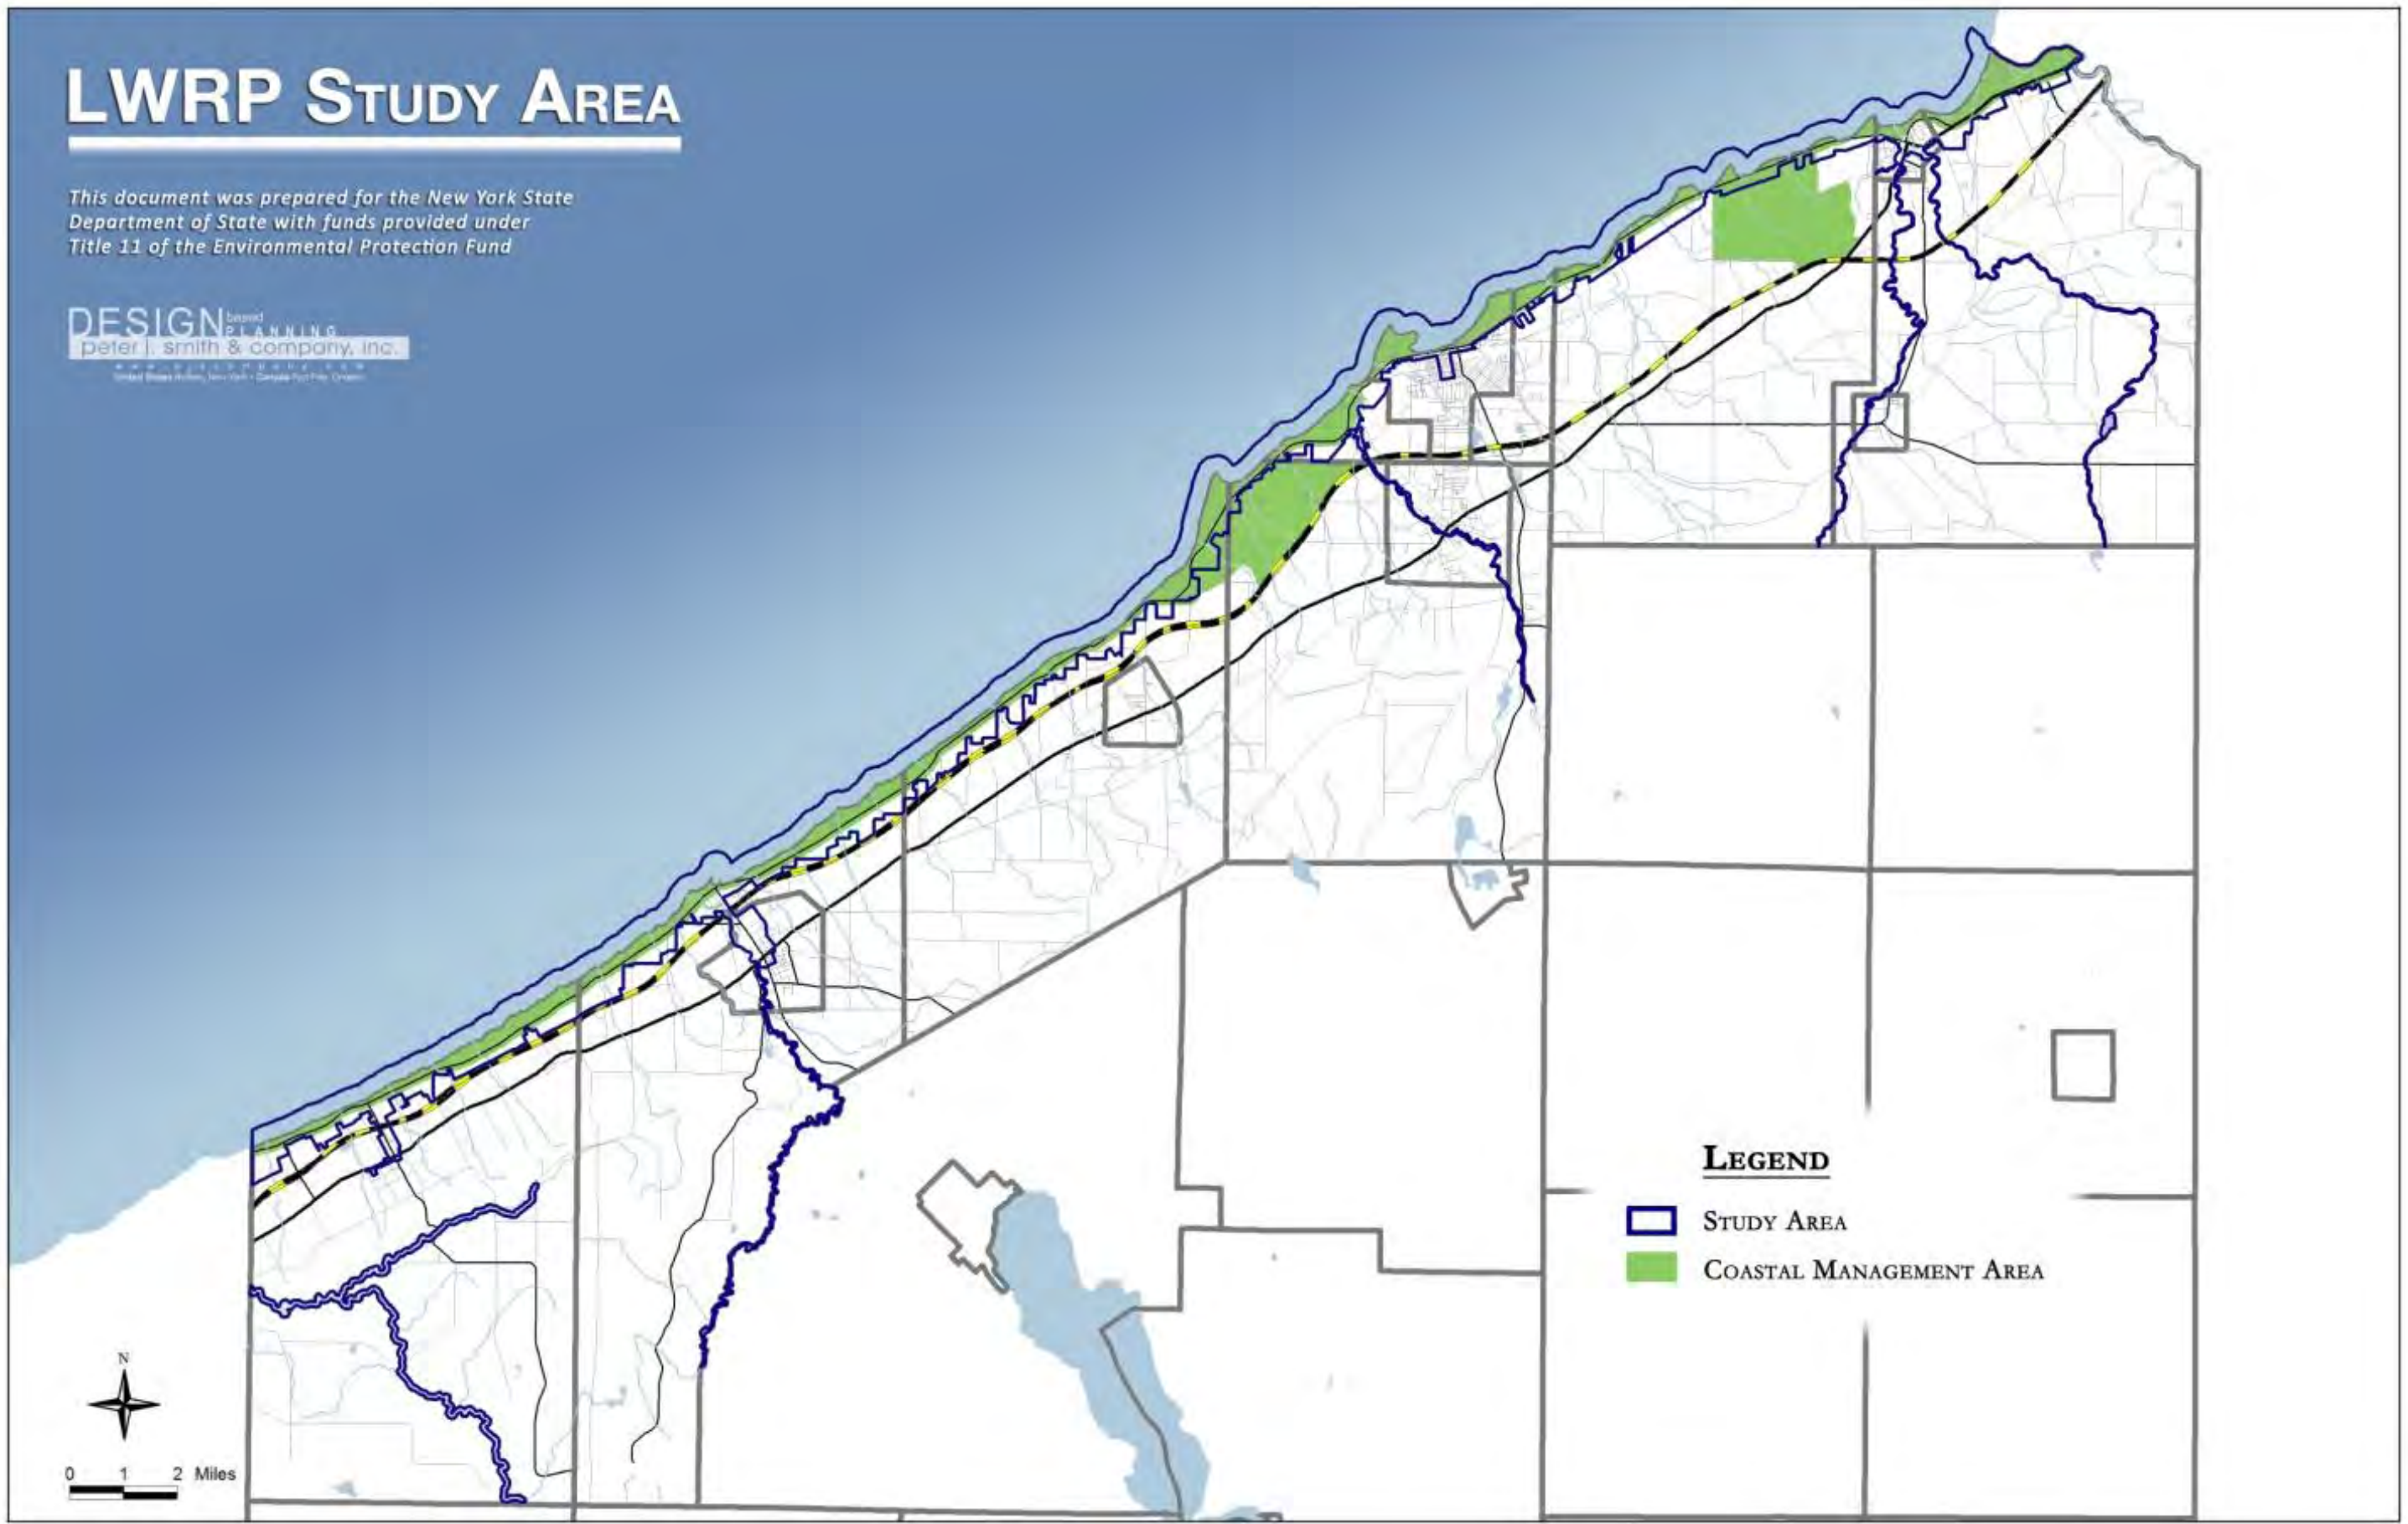 LWRP STUDY AREA
This document was prepared for the New York State
Department of State with funds provided under
Title 11 of the Environmental Protection Fund
DESIGN based
PLANNING
peter j. smith & company, inc.
N
0 1 2 Miles
LEGEND
STUDY AREA
COASTAL MANAGEMENT AREA